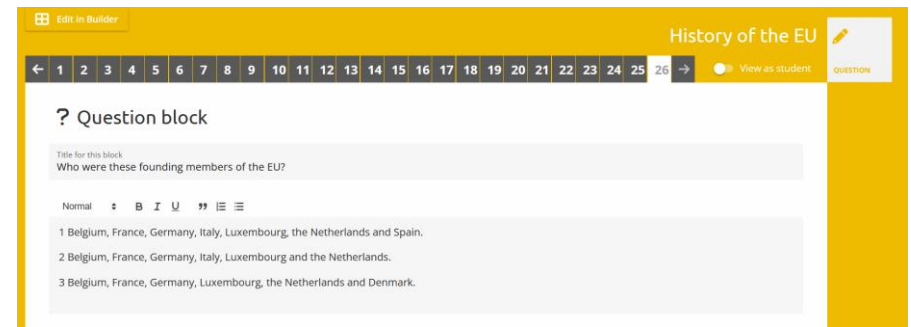 Edit in Builder
History of the EU
← 1 2 3 4 5 6 7 8 9 10 11 12 13 14 15 16 17 18 19 20 21 22 23 24 25 26 →
View as student
QUESTION
? Question block
Title for this block
Who were these founding members of the EU?
Normal B I U
1 Belgium, France, Germany, Italy, Luxembourg, the Netherlands and Spain.
2 Belgium, France, Germany, Italy, Luxembourg and the Netherlands.
3 Belgium, France, Germany, Luxembourg, the Netherlands and Denmark.